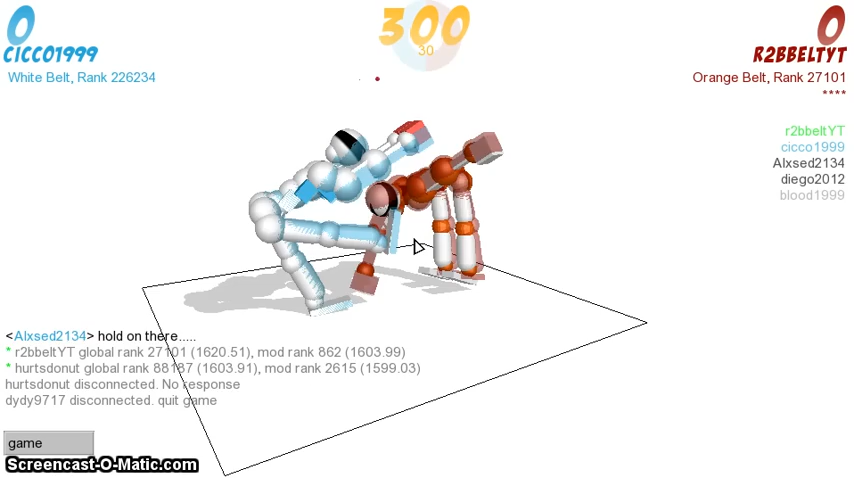 0
CICCO1999
White Belt, Rank 226234
300
30
0
R2BBELTYT
Orange Belt, Rank 27101
****
r2bbeltYT
cicco1999
Alxsed2134
diego2012
blood1999
<Alxsed2134> hold on there.....
* r2bbeltYT global rank 27101 (1620.51), mod rank 862 (1603.99)
* hurtsdonut global rank 88187 (1603.91), mod rank 2615 (1599.03)
hurtsdonut disconnected. No response
dydy9717 disconnected. quit game
game
Screencast-O-Matic.com